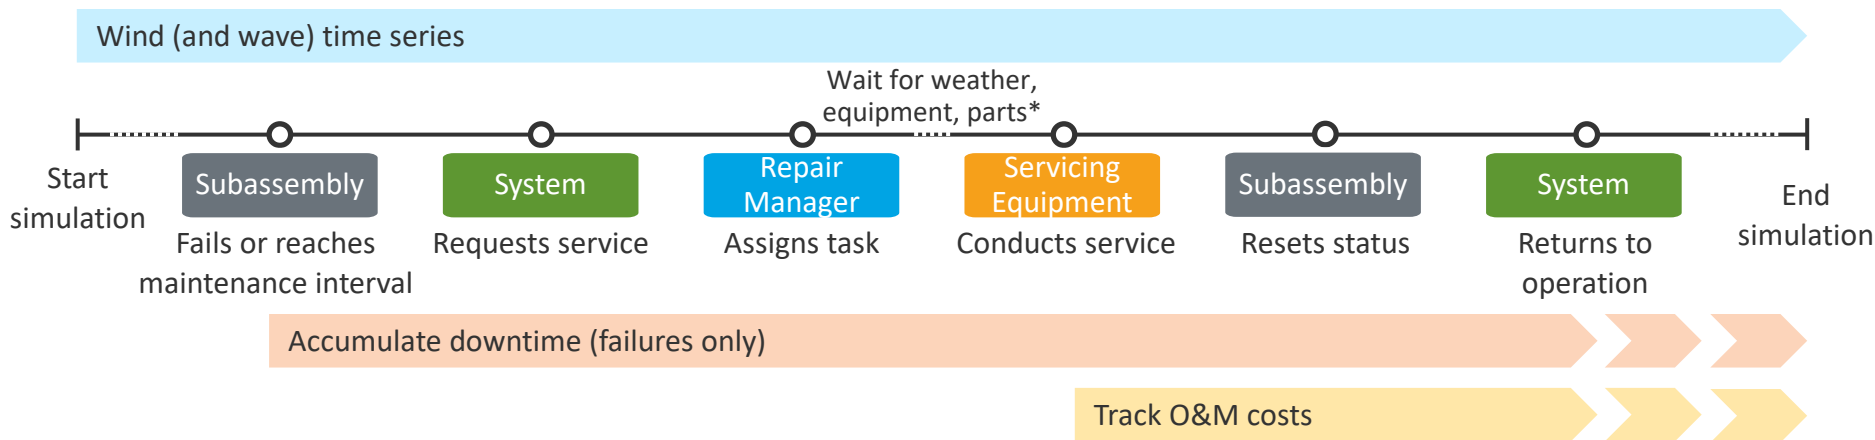 Wind (and wave) time series
Wait for weather,
equipment, parts*
Start
simulation
Subassembly
Fails or reaches
maintenance interval
System
Requests service
Repair
Manager
Assigns task
Servicing
Equipment
Conducts service
Subassembly
Resets status
System
Returns to
operation
End
simulation
Accumulate downtime (failures only)
Track O&M costs